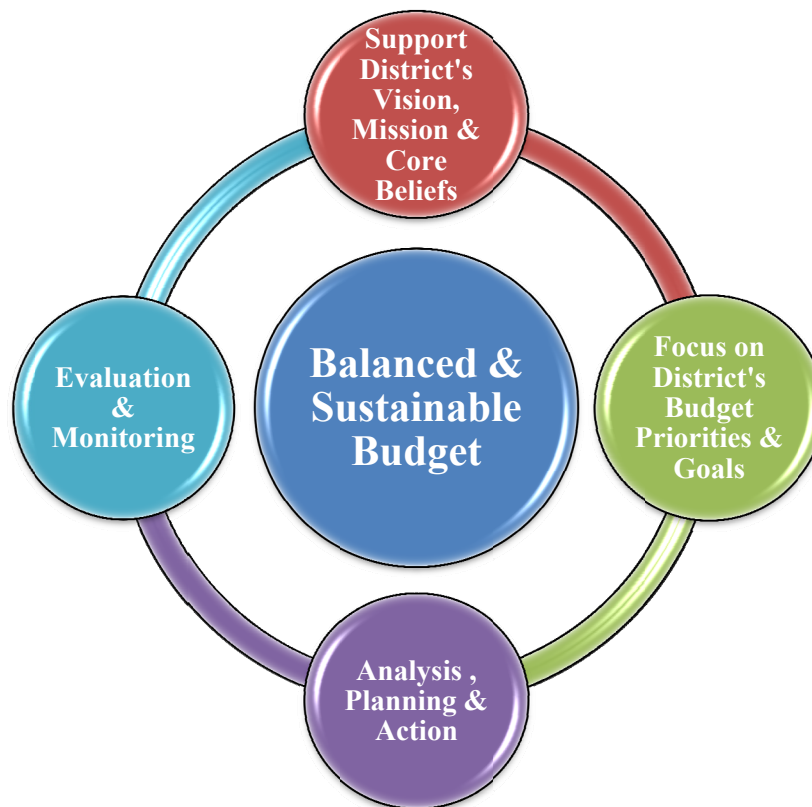 Support
District's
Vision,
Mission &
Core
Beliefs
Evaluation
&
Monitoring
Balanced &
Sustainable
Budget
Focus on
District's
Budget
Priorities &
Goals
Analysis ,
Planning &
Action